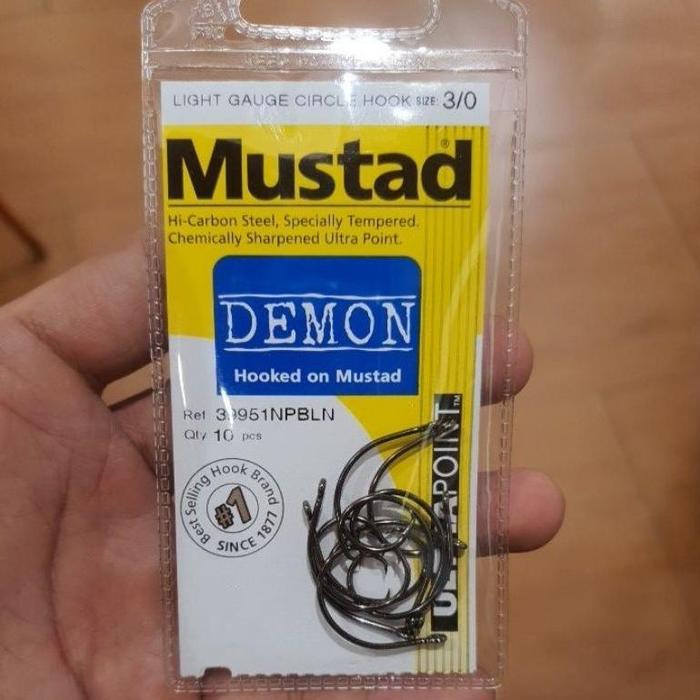 LIGHT GAUGE CIRCLE HOOK SIZE: 3/0
Mustad®
Hi-Carbon Steel, Specially Tempered.
Chemically Sharpened Ultra Point.
DEMON
Hooked on Mustad
Ref. 39951NPBLN
Qty 10 pcs
Best Selling Hook Brand
#1
SINCE 1877
ULTRAPOINT™